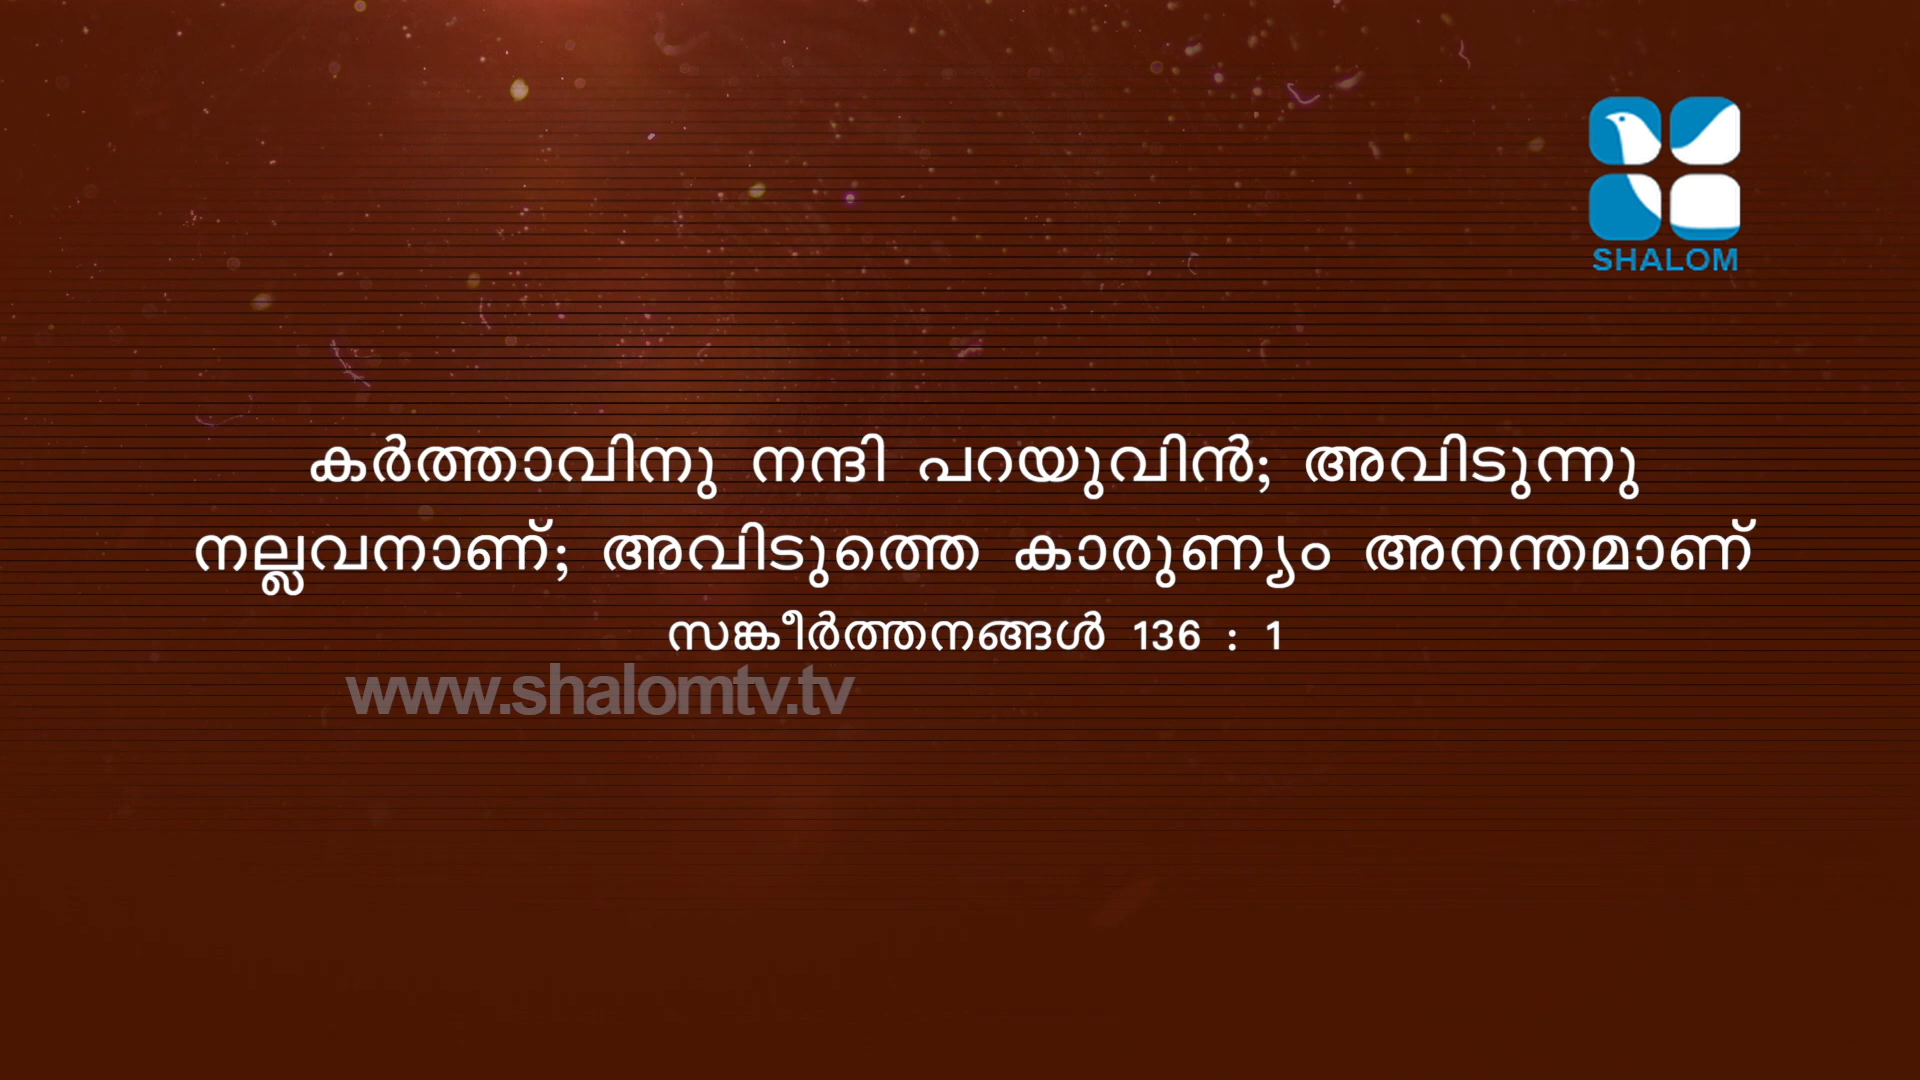 SHALOM
കർത്താവിനു നന്ദി പറയുവിൻ; അവിടുന്നു
നല്ലവനാണ്; അവിടുത്തെ കാരുണ്യം അനന്തമാണ്
സങ്കീർത്തനങ്ങൾ 136 : 1
www.shalomtv.tv